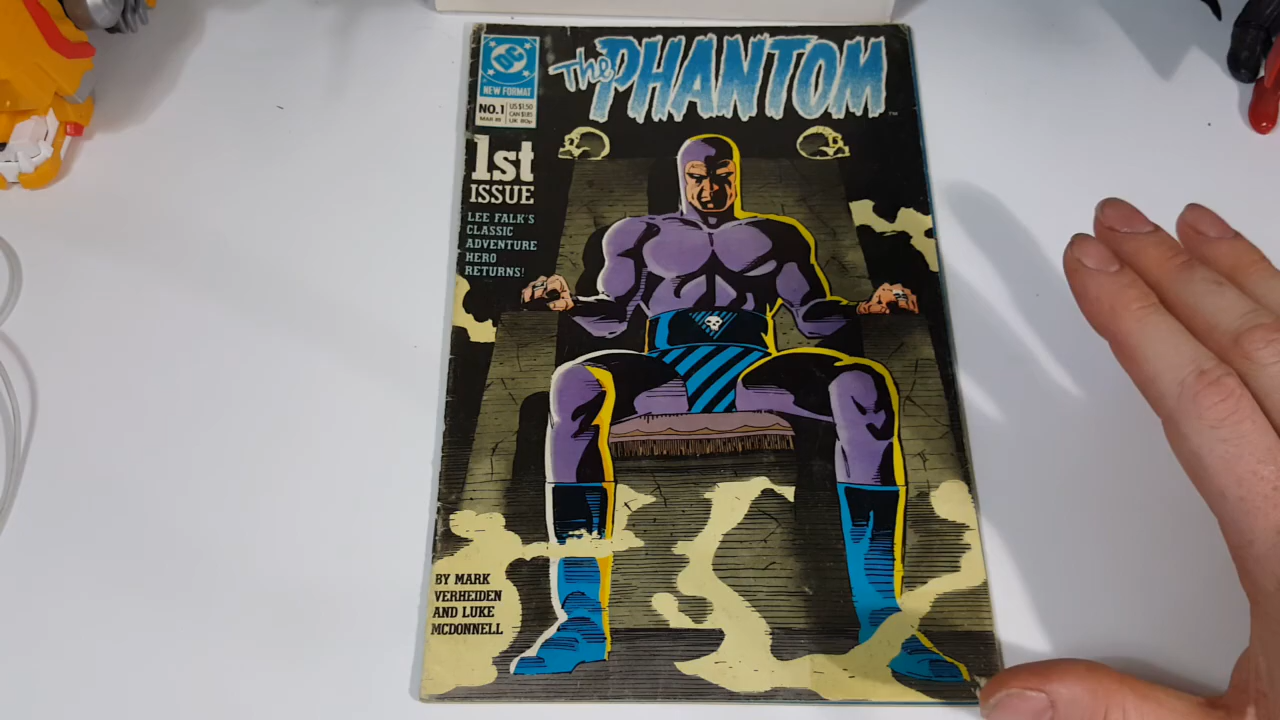 DC
NEW FORMAT
The PHANTOM
TM
NO. 1
MAR 89
US $1.50
CAN $1.85
UK 80p
1st
ISSUE
LEE FALK'S
CLASSIC
ADVENTURE
HERO
RETURNS!
BY MARK
VERHEIDEN
AND LUKE
MCDONNELL